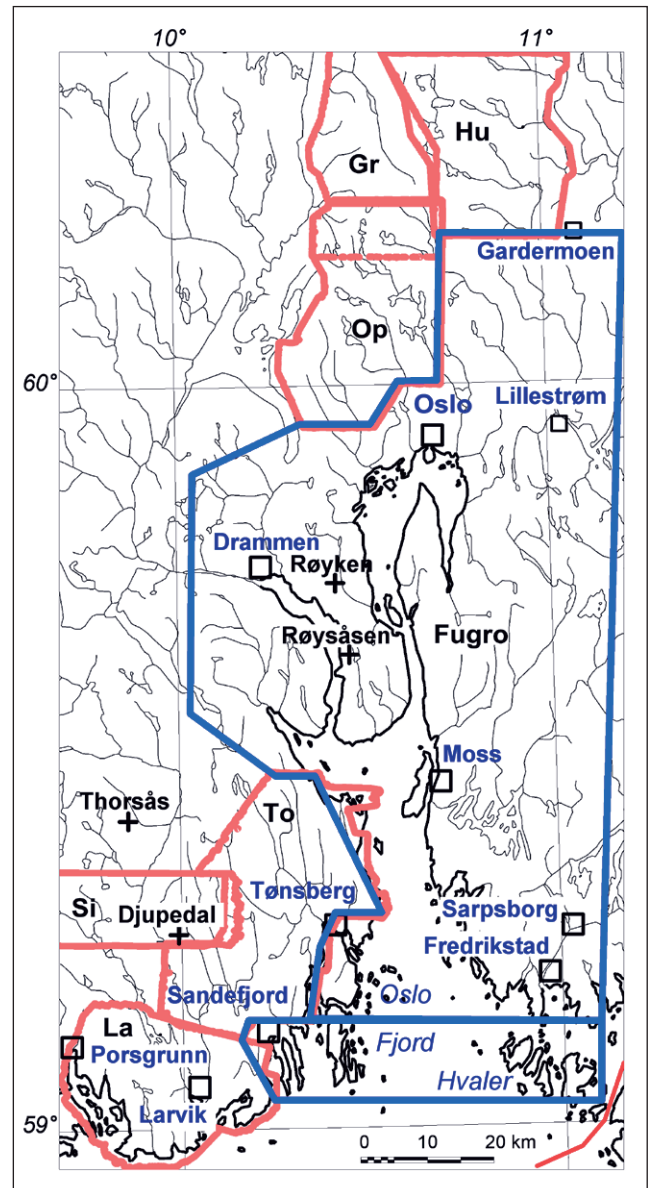 10°
11°
Hu
Gr
Gardermoen
Op
60°
Oslo
Lillestrøm
Drammen
Røyken
Røysåsen
Fugro
Moss
Thorsås
To
Tønsberg
Si
Djupedal
Sarpsborg
Fredrikstad
Sandefjord
Oslo
La
Fjord
Porsgrunn
Hvaler
Larvik
59°
0 10 20 km